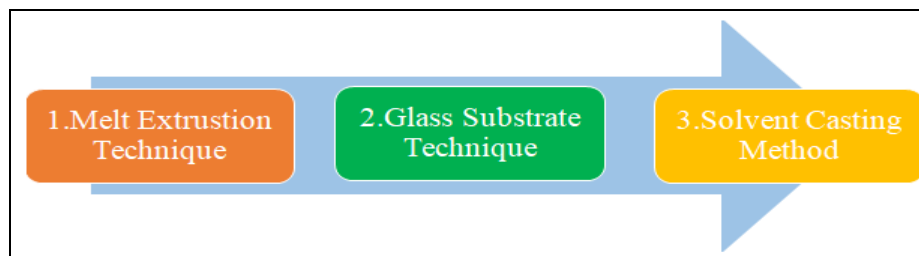 1.Melt Extrustion
Technique
2.Glass Substrate
Technique
3.Solvent Casting
Method